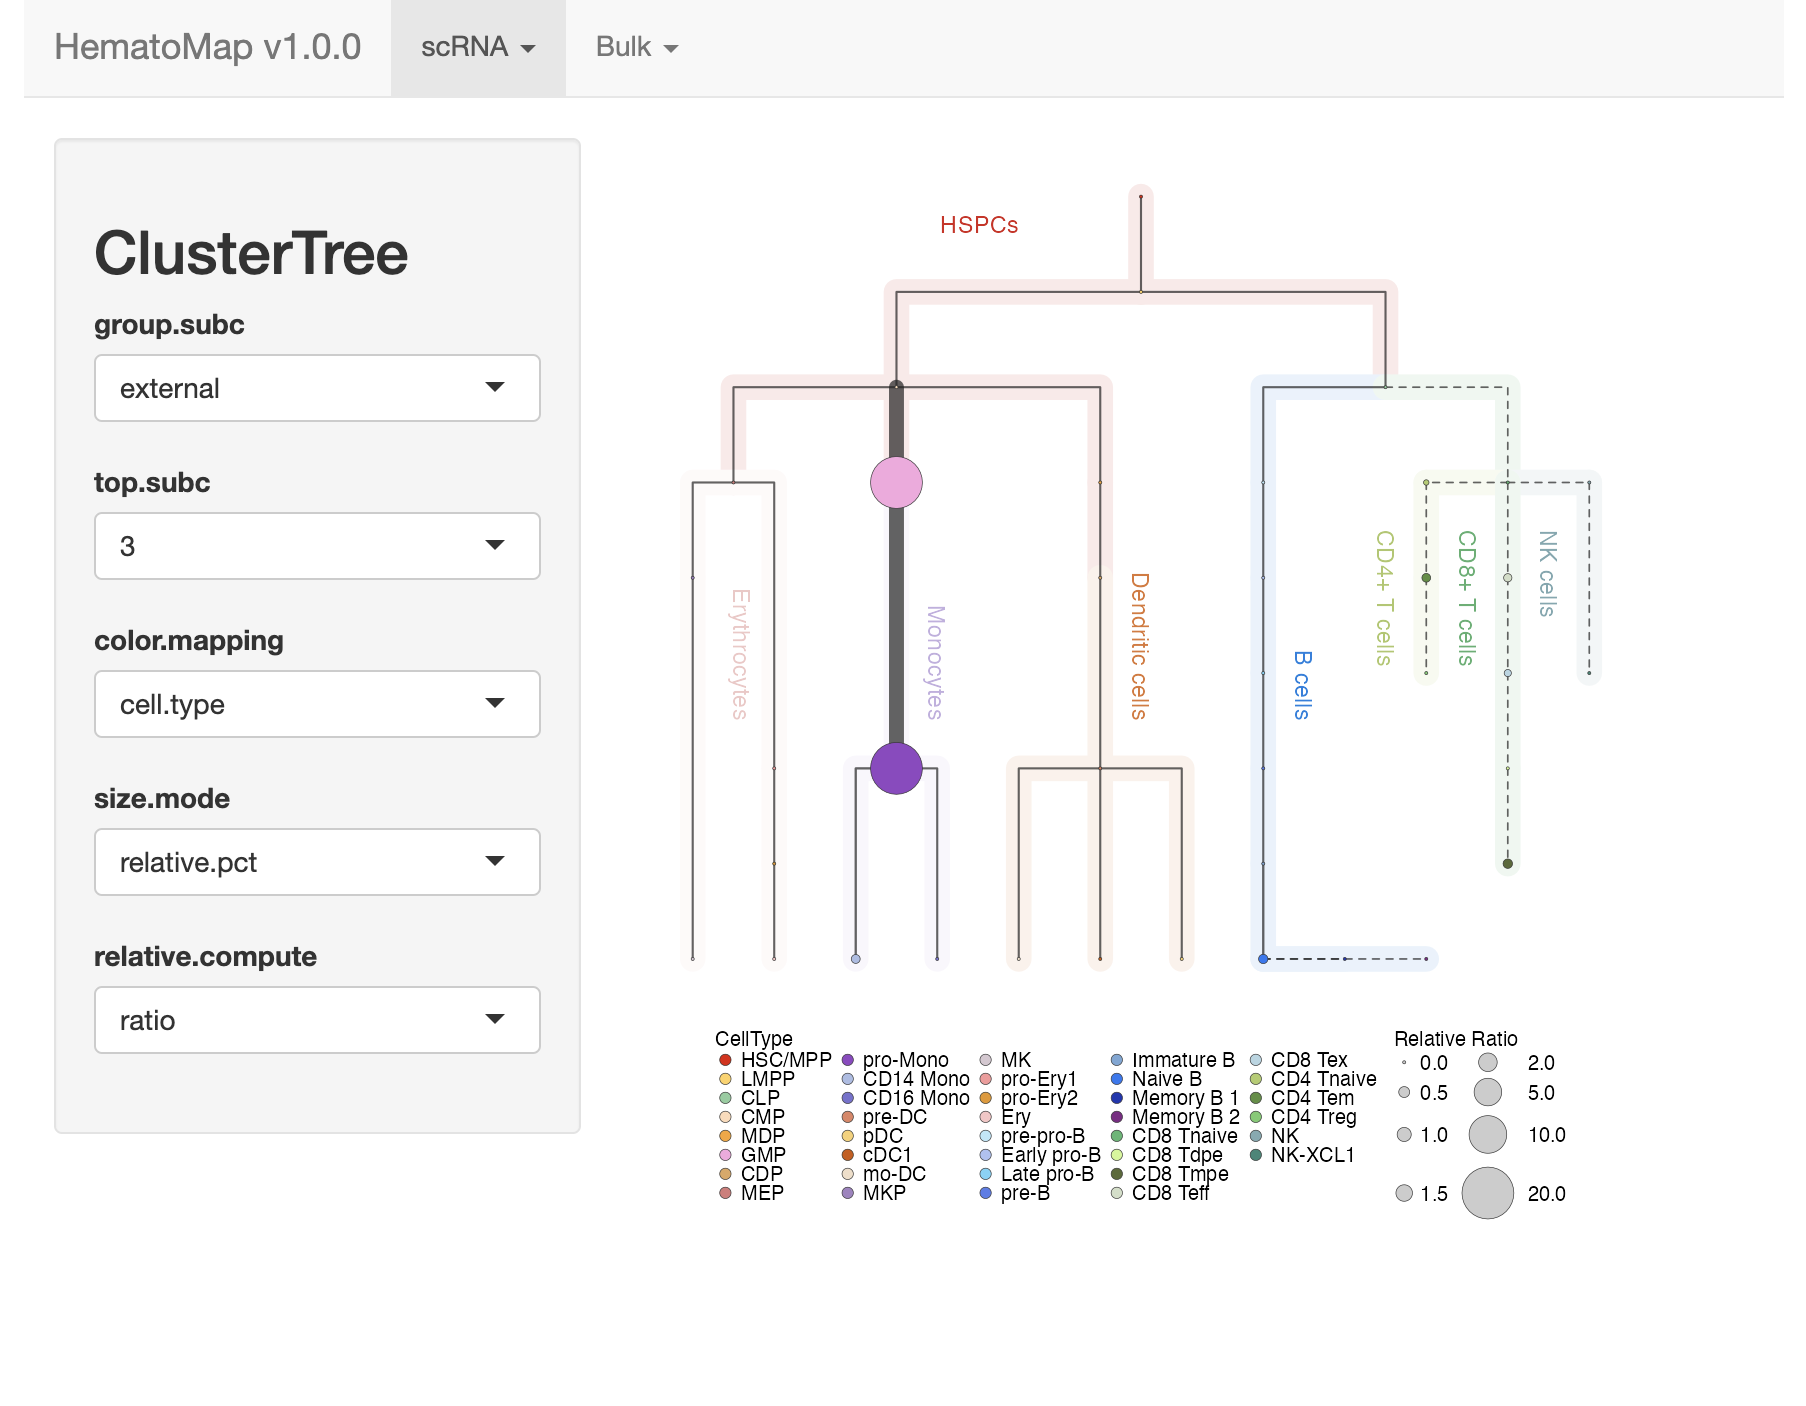 HematoMap v1.0.0 scRNA Bulk
ClusterTree
group.subc
external
top.subc
3
color.mapping
cell.type
size.mode
relative.pct
relative.compute
ratio
HSPCs
Erythrocytes
Monocytes
Dendritic cells
B cells
CD4+ T cells
CD8+ T cells
NK cells
CellType
HSC/MPP
LMPP
CLP
CMP
MDP
GMP
CDP
MEP
pro-Mono
CD14 Mono
CD16 Mono
pre-DC
pDC
cDC1
mo-DC
MKP
MK
pro-Ery1
pro-Ery2
Ery
pre-pro-B
Early pro-B
Late pro-B
pre-B
Immature B
Naive B
Memory B 1
Memory B 2
CD8 Tnaive
CD8 Tdpe
CD8 Tmpe
CD8 Teff
CD8 Tex
CD4 Tnaive
CD4 Tem
CD4 Treg
NK
NK-XCL1
Relative Ratio
0.0
0.5
1.0
1.5
2.0
5.0
10.0
20.0